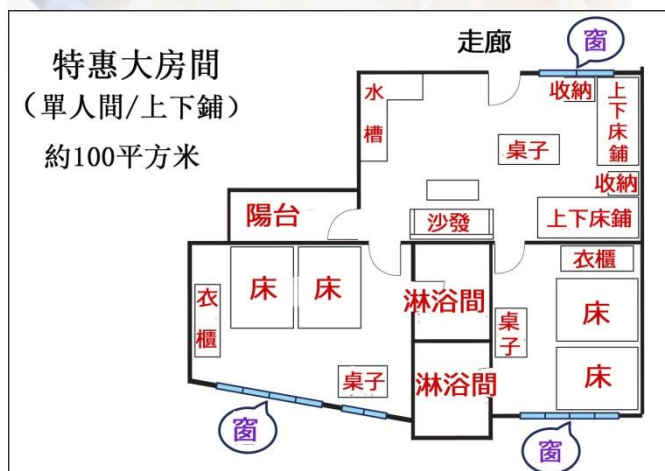 特惠大房間
（單人間/上下鋪）
約100平方米
走廊
窗
水槽
收納
上下床鋪
桌子
收納
上下床鋪
沙發
陽台
衣櫃
床
床
桌子
淋浴間
淋浴間
衣櫃
桌子
床
床
窗
窗